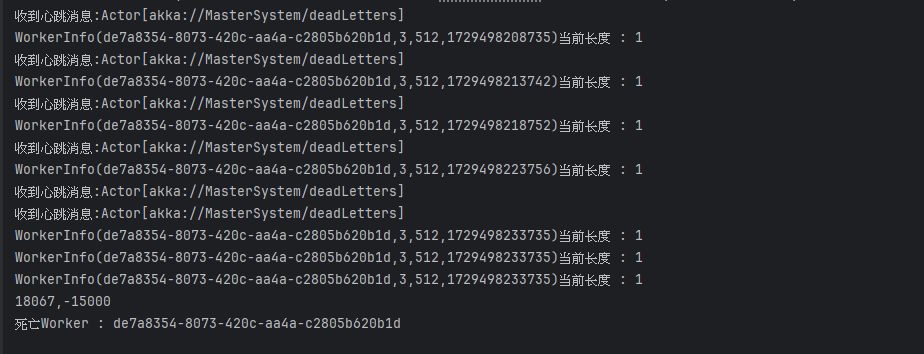 收到心跳消息:Actor[akka://MasterSystem/deadLetters]
WorkerInfo(de7a8354-8073-420c-aa4a-c2805b620b1d,3,512,1729498208735)当前长度 : 1
收到心跳消息:Actor[akka://MasterSystem/deadLetters]
WorkerInfo(de7a8354-8073-420c-aa4a-c2805b620b1d,3,512,1729498213742)当前长度 : 1
收到心跳消息:Actor[akka://MasterSystem/deadLetters]
WorkerInfo(de7a8354-8073-420c-aa4a-c2805b620b1d,3,512,1729498218752)当前长度 : 1
收到心跳消息:Actor[akka://MasterSystem/deadLetters]
WorkerInfo(de7a8354-8073-420c-aa4a-c2805b620b1d,3,512,1729498223756)当前长度 : 1
收到心跳消息:Actor[akka://MasterSystem/deadLetters]
收到心跳消息:Actor[akka://MasterSystem/deadLetters]
WorkerInfo(de7a8354-8073-420c-aa4a-c2805b620b1d,3,512,1729498233735)当前长度 : 1
WorkerInfo(de7a8354-8073-420c-aa4a-c2805b620b1d,3,512,1729498233735)当前长度 : 1
WorkerInfo(de7a8354-8073-420c-aa4a-c2805b620b1d,3,512,1729498233735)当前长度 : 1
18067,-15000
死亡Worker : de7a8354-8073-420c-aa4a-c2805b620b1d